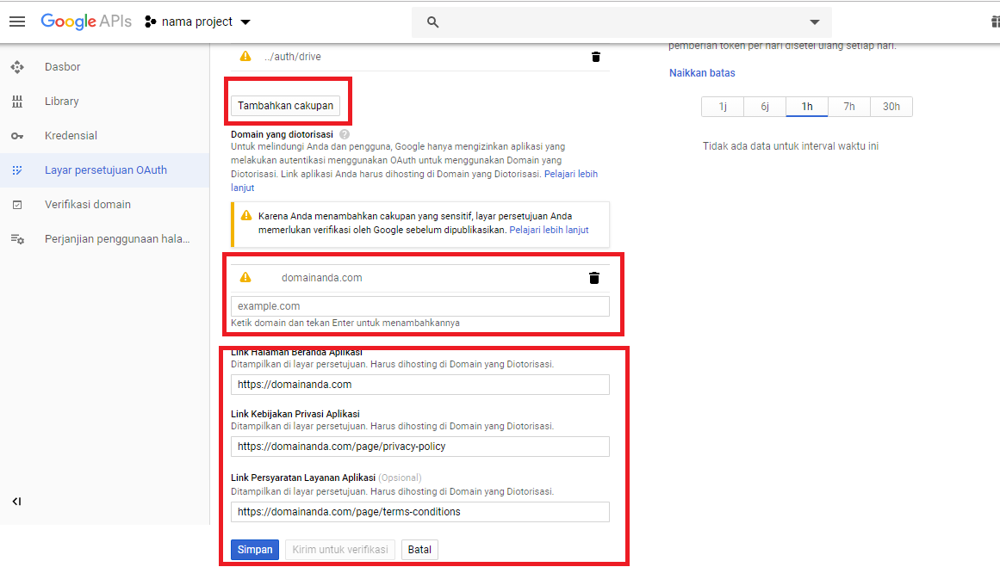 Google APIs
nama project
Dasbor
Library
Kredensial
Layar persetujuan OAuth
Verifikasi domain
Perjanjian penggunaan hala...
../auth/drive
Tambahkan cakupan
Domain yang diotorisasi ?
Untuk melindungi Anda dan pengguna, Google hanya mengizinkan aplikasi yang
melakukan autentikasi menggunakan OAuth untuk menggunakan Domain yang
Diotorisasi. Link aplikasi Anda harus dihosting di Domain yang Diotorisasi. Pelajari lebih
lanjut
Karena Anda menambahkan cakupan yang sensitif, layar persetujuan Anda
memerlukan verifikasi oleh Google sebelum dipublikasikan. Pelajari lebih lanjut
domainanda.com
example.com
Ketik domain dan tekan Enter untuk menambahkannya
Link Halaman Beranda Aplikasi
Ditampilkan di layar persetujuan. Harus dihosting di Domain yang Diotorisasi.
https://domainanda.com
Link Kebijakan Privasi Aplikasi
Ditampilkan di layar persetujuan. Harus dihosting di Domain yang Diotorisasi.
https://domainanda.com/page/privacy-policy
Link Persyaratan Layanan Aplikasi (Opsional)
Ditampilkan di layar persetujuan. Harus dihosting di Domain yang Diotorisasi.
https://domainanda.com/page/terms-conditions
Simpan Kirim untuk verifikasi Batal
pemberian token per hari disetel ulang setiap hari.
Naikkan batas
1j 6j 1h 7h 30h
Tidak ada data untuk interval waktu ini